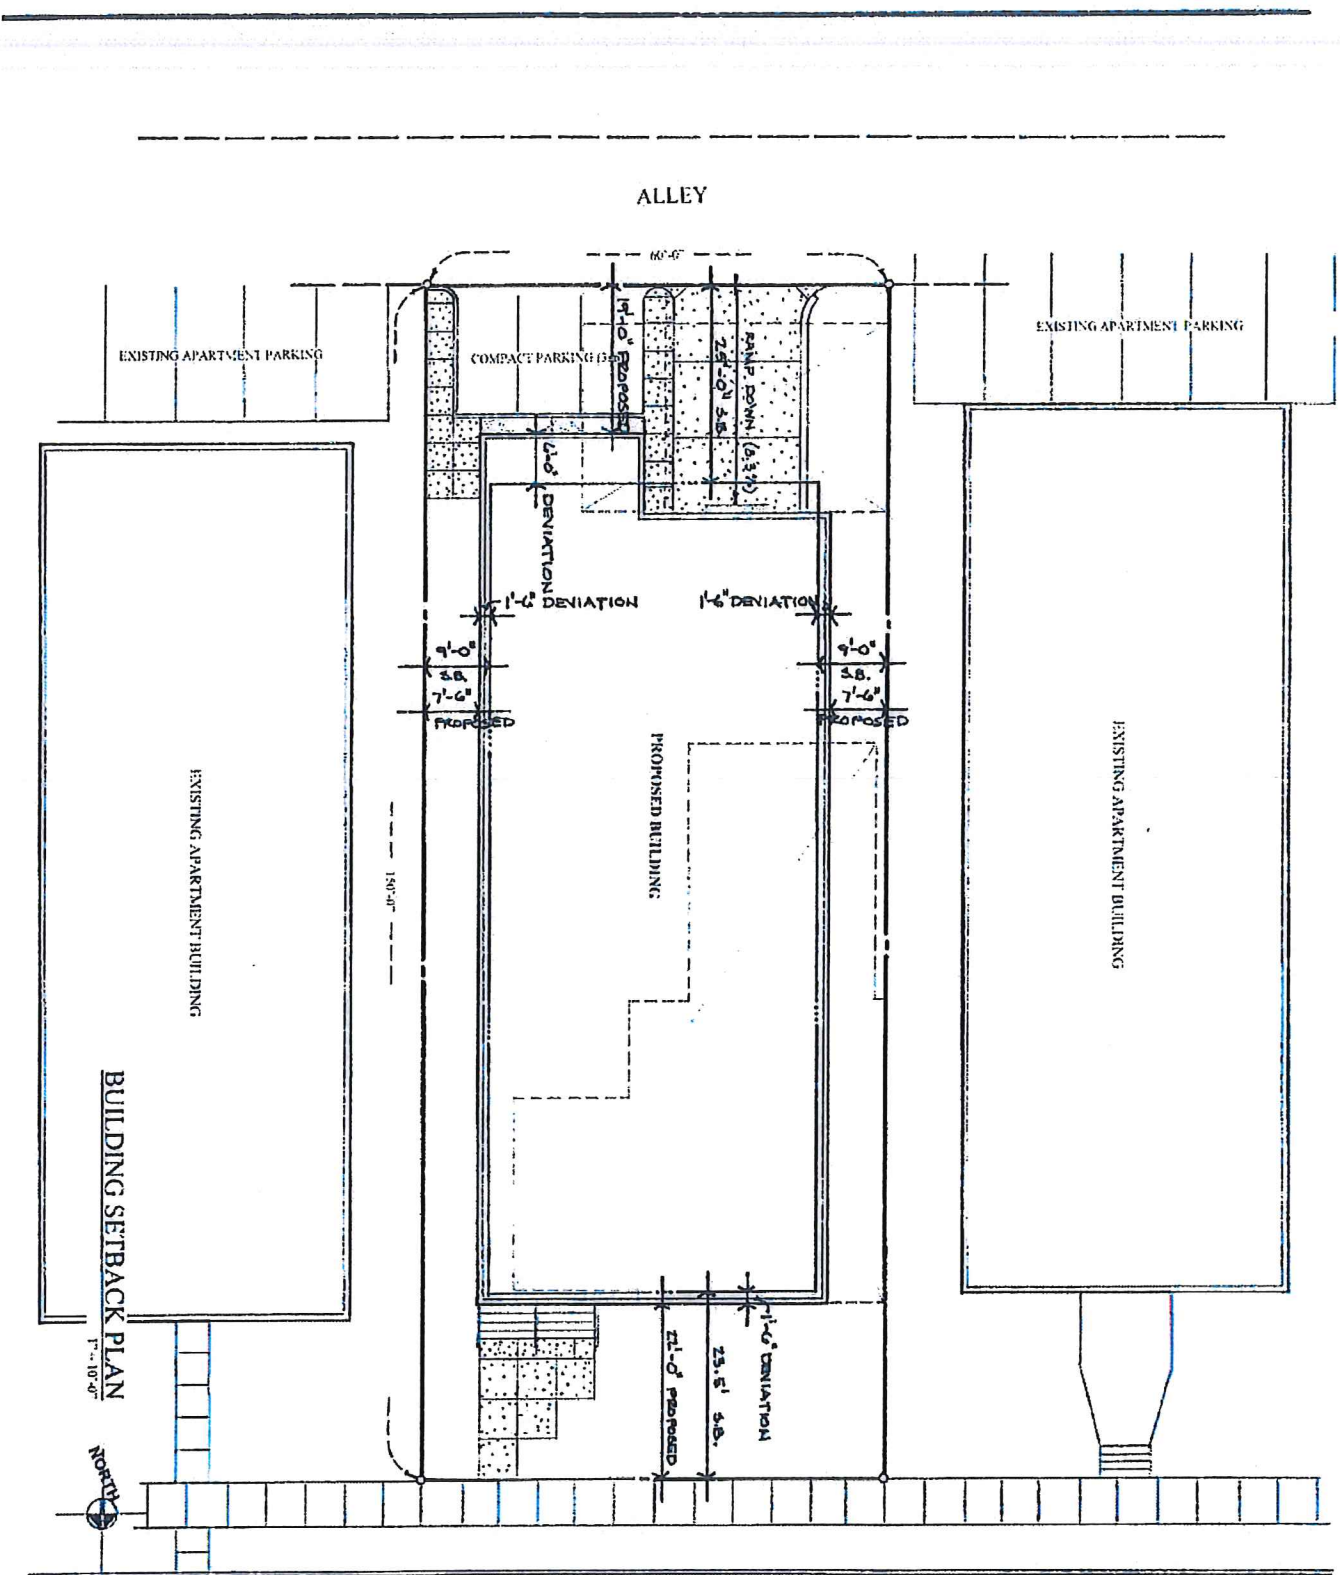 ALLEY
60'-0"
EXISTING APARTMENT PARKING
EXISTING APARTMENT PARKING
COMPACT PARKING
19'-0" PROPOSED
25'-0" S.B.
RAMP DOWN
6'-0" DEVIATION
1'-6" DEVIATION
1'-6" DEVIATION
9'-0"
S.B.
7'-6"
PROPOSED
9'-0"
S.B.
7'-6"
PROPOSED
PROPOSED BUILDING
EXISTING APARTMENT BUILDING
EXISTING APARTMENT BUILDING
150'-0"
1'-6" DEVIATION
23.5' S.B.
22'-0" PROPOSED
BUILDING SETBACK PLAN
1" = 10'-0"
NORTH